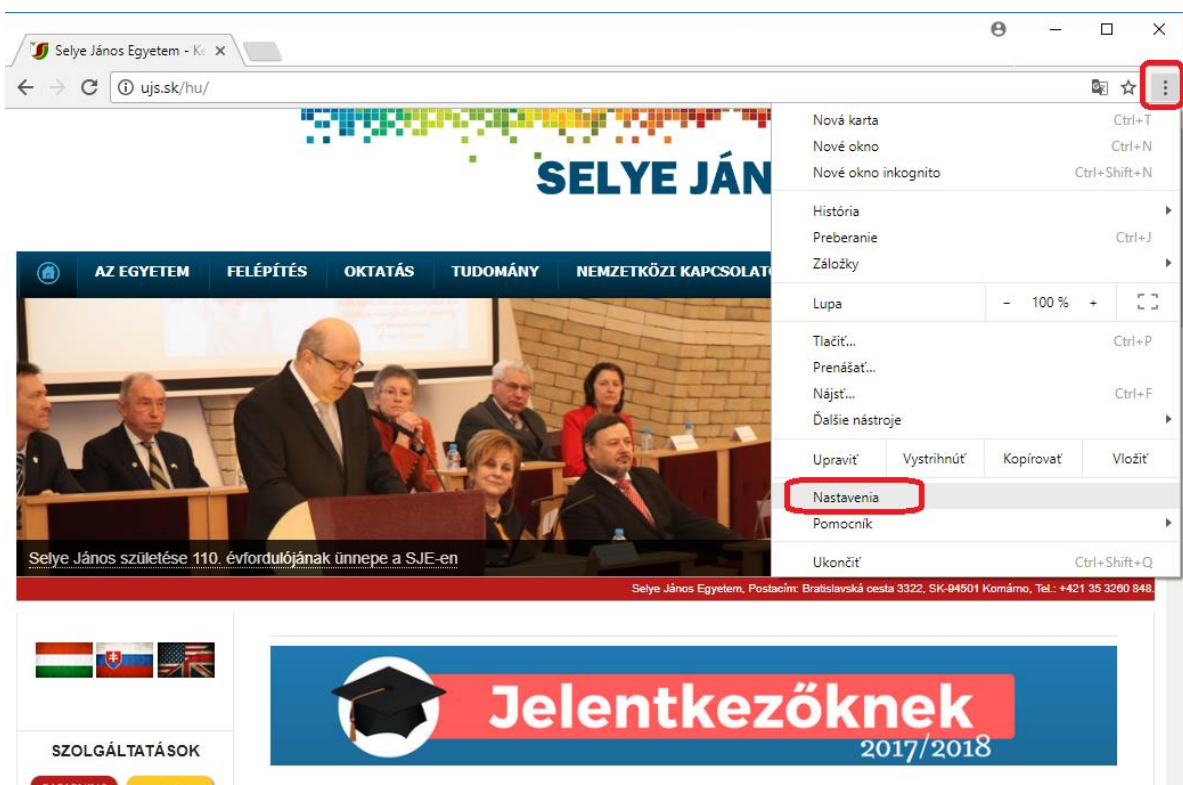 Selye János Egyetem - Ke
ujs.sk/hu/
SELYE JÁN
AZ EGYETEM FELÉPÍTÉS OKTATÁS TUDOMÁNY NEMZETKÖZI KAPCSOLATO
Nová karta Ctrl+T
Nové okno Ctrl+N
Nové okno inkognito Ctrl+Shift+N
História
Preberanie Ctrl+J
Záložky
Lupa - 100 % +
Tlačiť... Ctrl+P
Prenášať...
Nájsť... Ctrl+F
Ďalšie nástroje
Upraviť Vystrihnúť Kopírovať Vložiť
Nastavenia
Pomocník
Ukončiť Ctrl+Shift+Q
Selye János születése 110. évfordulójának ünnepe a SJE-en
Selye János Egyetem, Postacím: Bratislavská cesta 3322, SK-94501 Komárno, Tel.: +421 35 3260 848.
Jelentkezőknek
2017/2018
SZOLGÁLTATÁSOK